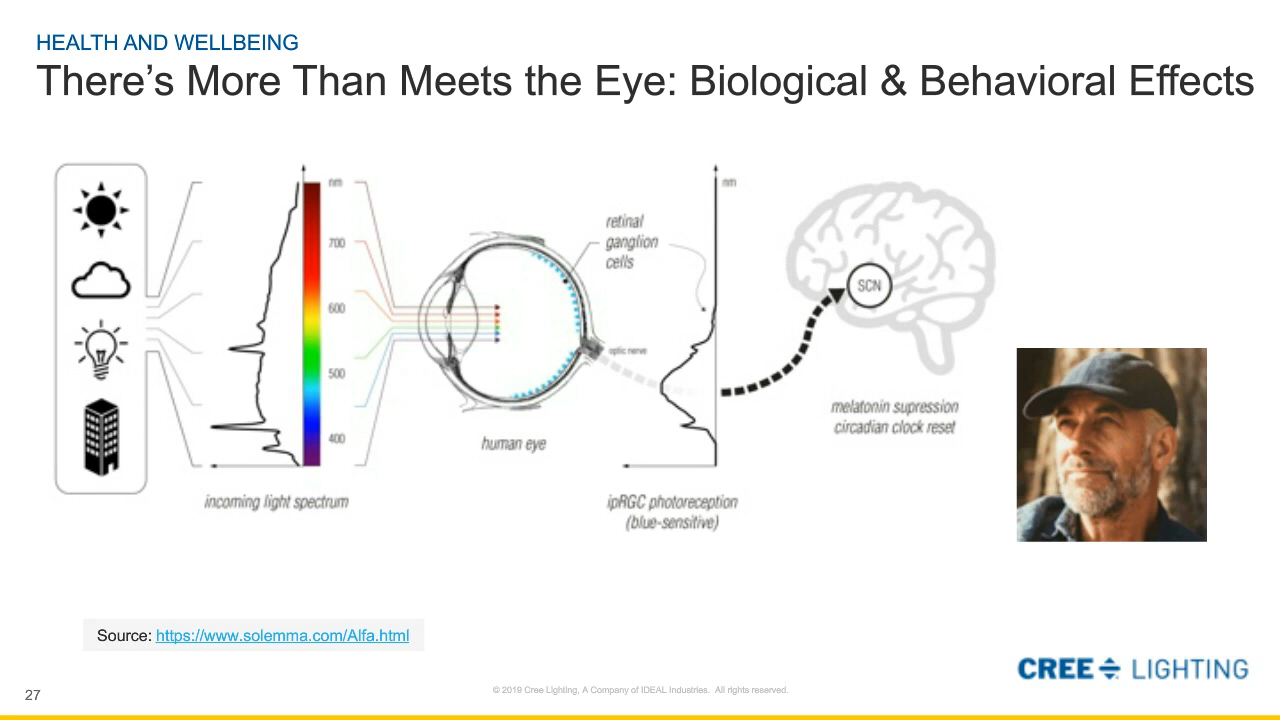 HEALTH AND WELLBEING
There’s More Than Meets the Eye: Biological & Behavioral Effects
nm
700
600
500
400
incoming light spectrum
human eye
retinal
ganglion
cells
optic nerve
nm
ipRGC photoreception
(blue-sensitive)
SCN
melatonin supression
circadian clock reset
Source: https://www.solemma.com/Alfa.html
CREE LIGHTING
27
© 2019 Cree Lighting, A Company of IDEAL Industries. All rights reserved.